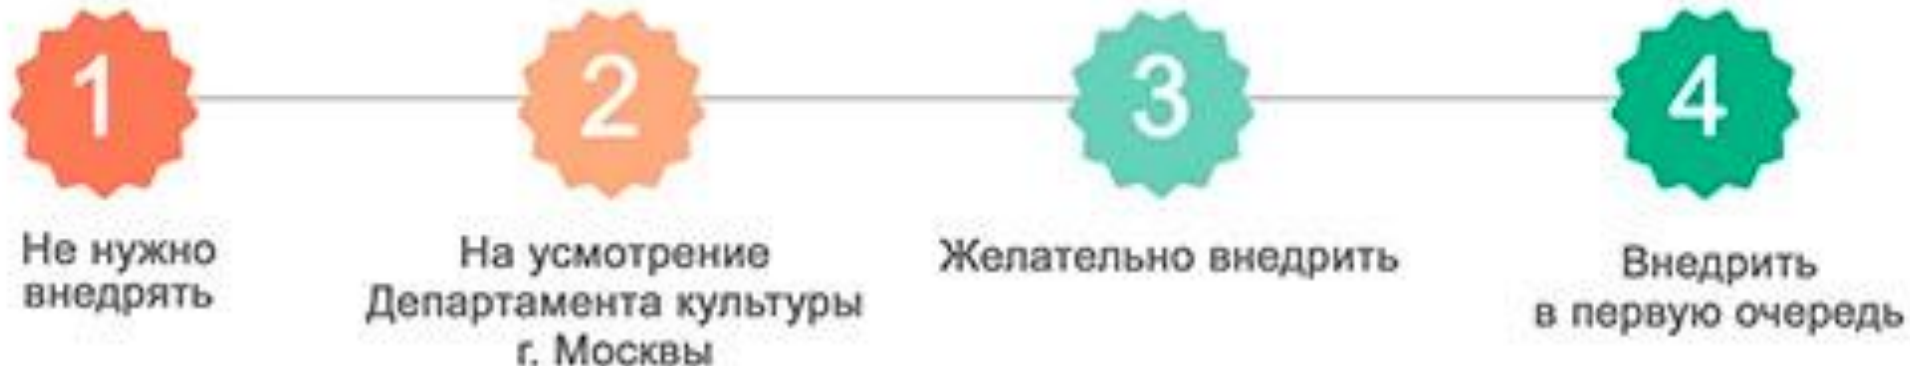 1
Не нужно
внедрять
2
На усмотрение
Департамента культуры
г. Москвы
3
Желательно внедрить
4
Внедрить
в первую очередь